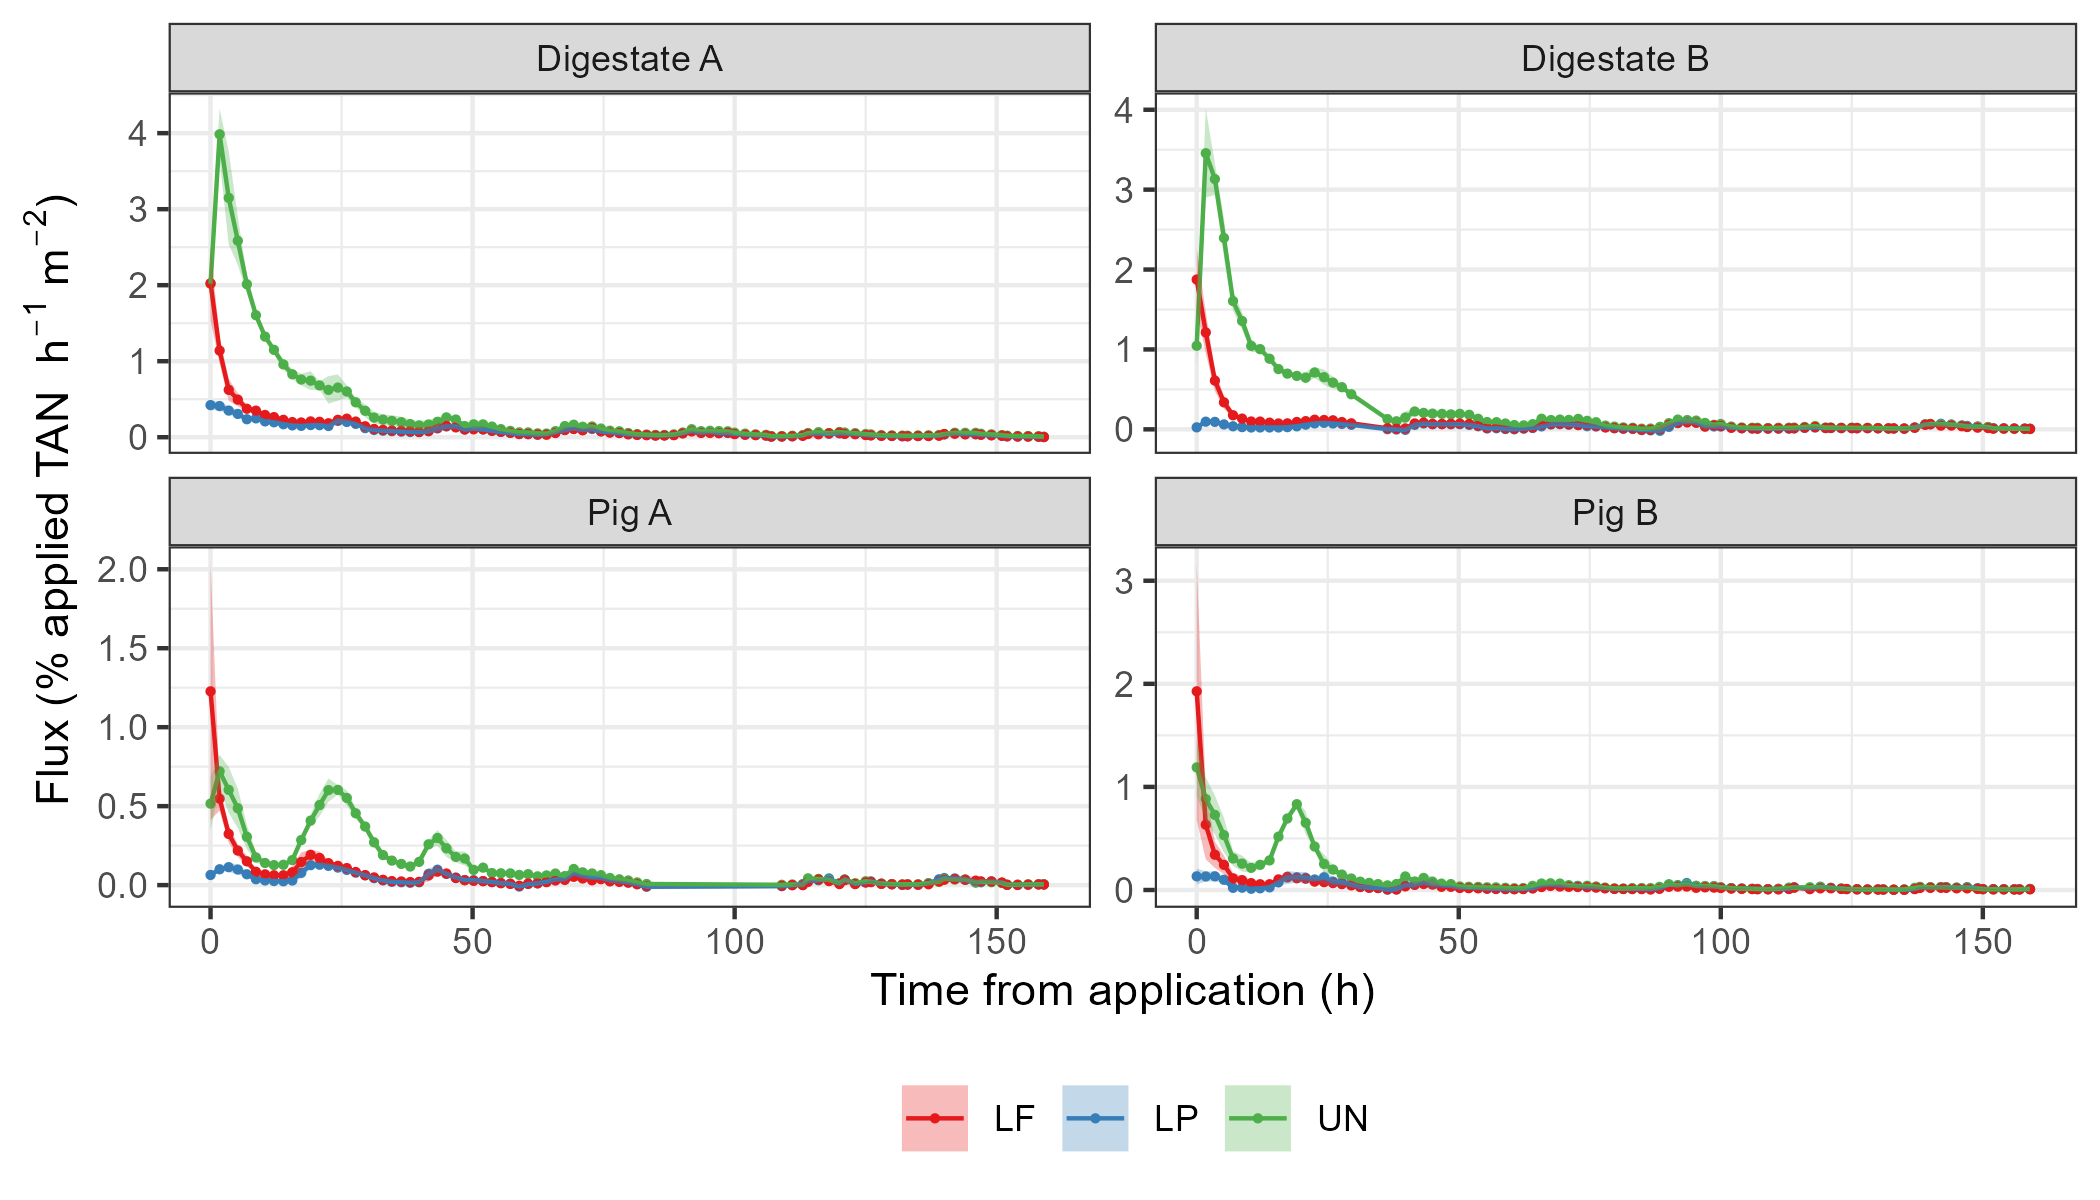 Digestate A
Digestate B
4
3
2
1
0
4
3
2
1
0
Pig A
Pig B
2.0
1.5
1.0
0.5
0.0
3
2
1
0
0 50 100 150
0 50 100 150
Flux (% applied TAN h⁻¹ m⁻²)
Time from application (h)
LF LP UN